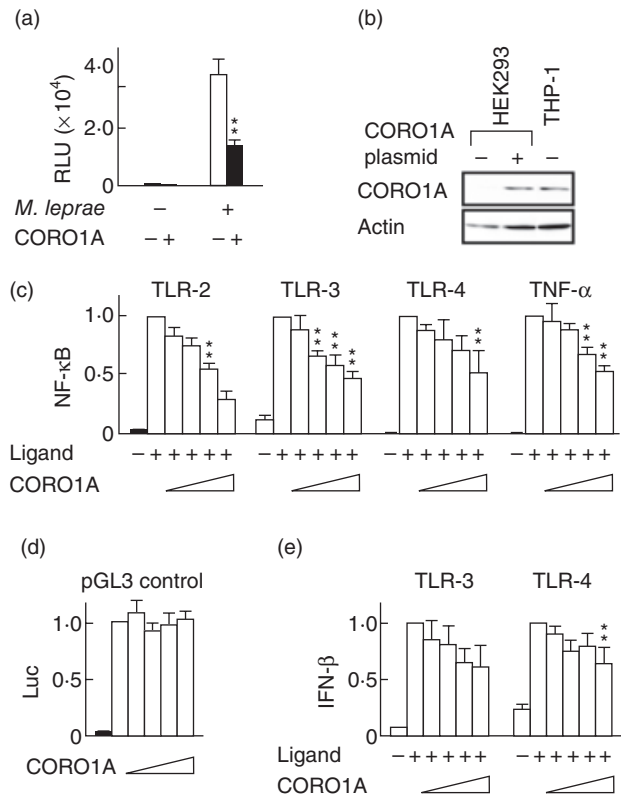 (a)
4·0
2·0
0
RLU (× 10⁴)
**
M. leprae – +
CORO1A – + – +
(b)
HEK293
THP-1
CORO1A
plasmid – + –
CORO1A
Actin
(c)
TLR-2 TLR-3 TLR-4 TNF-α
1·0
0·5
0
NF-κB
** ** ** ** ** ** **
Ligand – + + + + + – + + + + + – + + + + + – + + + + +
CORO1A
(d)
pGL3 control
1·0
0·5
0
Luc
CORO1A
(e)
TLR-3 TLR-4
1·0
0·5
0
IFN-β
**
Ligand – + + + + + – + + + + +
CORO1A